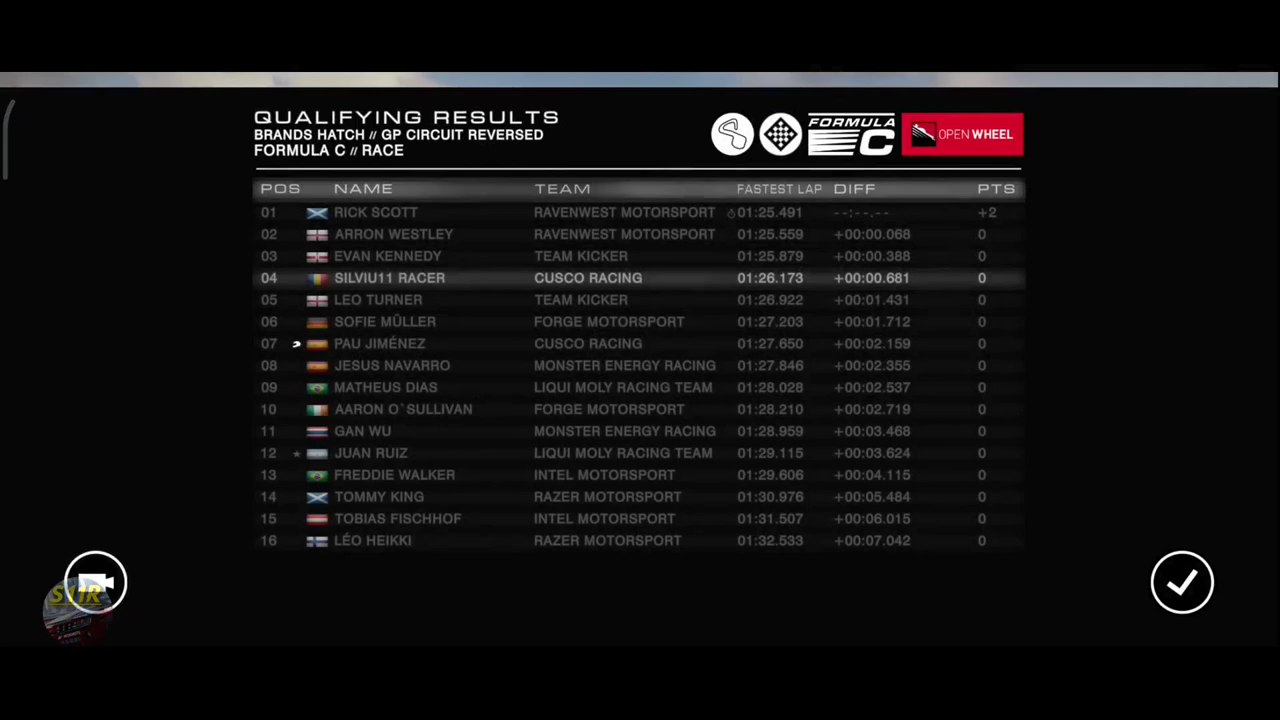 QUALIFYING RESULTS
BRANDS HATCH // GP CIRCUIT REVERSED
FORMULA C // RACE
FORMULA C
OPEN WHEEL
POS NAME TEAM FASTEST LAP DIFF PTS
01 RICK SCOTT RAVENWEST MOTORSPORT 01:25.491 --:--.-- +2
02 ARRON WESTLEY RAVENWEST MOTORSPORT 01:25.559 +00:00.068 0
03 EVAN KENNEDY TEAM KICKER 01:25.879 +00:00.388 0
04 SILVIU11 RACER CUSCO RACING 01:26.173 +00:00.681 0
05 LEO TURNER TEAM KICKER 01:26.922 +00:01.431 0
06 SOFIE MÜLLER FORGE MOTORSPORT 01:27.203 +00:01.712 0
07 PAU JIMÉNEZ CUSCO RACING 01:27.650 +00:02.159 0
08 JESUS NAVARRO MONSTER ENERGY RACING 01:27.846 +00:02.355 0
09 MATHEUS DIAS LIQUI MOLY RACING TEAM 01:28.028 +00:02.537 0
10 AARON O`SULLIVAN FORGE MOTORSPORT 01:28.210 +00:02.719 0
11 GAN WU MONSTER ENERGY RACING 01:28.959 +00:03.468 0
12 JUAN RUIZ LIQUI MOLY RACING TEAM 01:29.115 +00:03.624 0
13 FREDDIE WALKER INTEL MOTORSPORT 01:29.606 +00:04.115 0
14 TOMMY KING RAZER MOTORSPORT 01:30.976 +00:05.484 0
15 TOBIAS FISCHHOF INTEL MOTORSPORT 01:31.507 +00:06.015 0
16 LÉO HEIKKI RAZER MOTORSPORT 01:32.533 +00:07.042 0
S11R